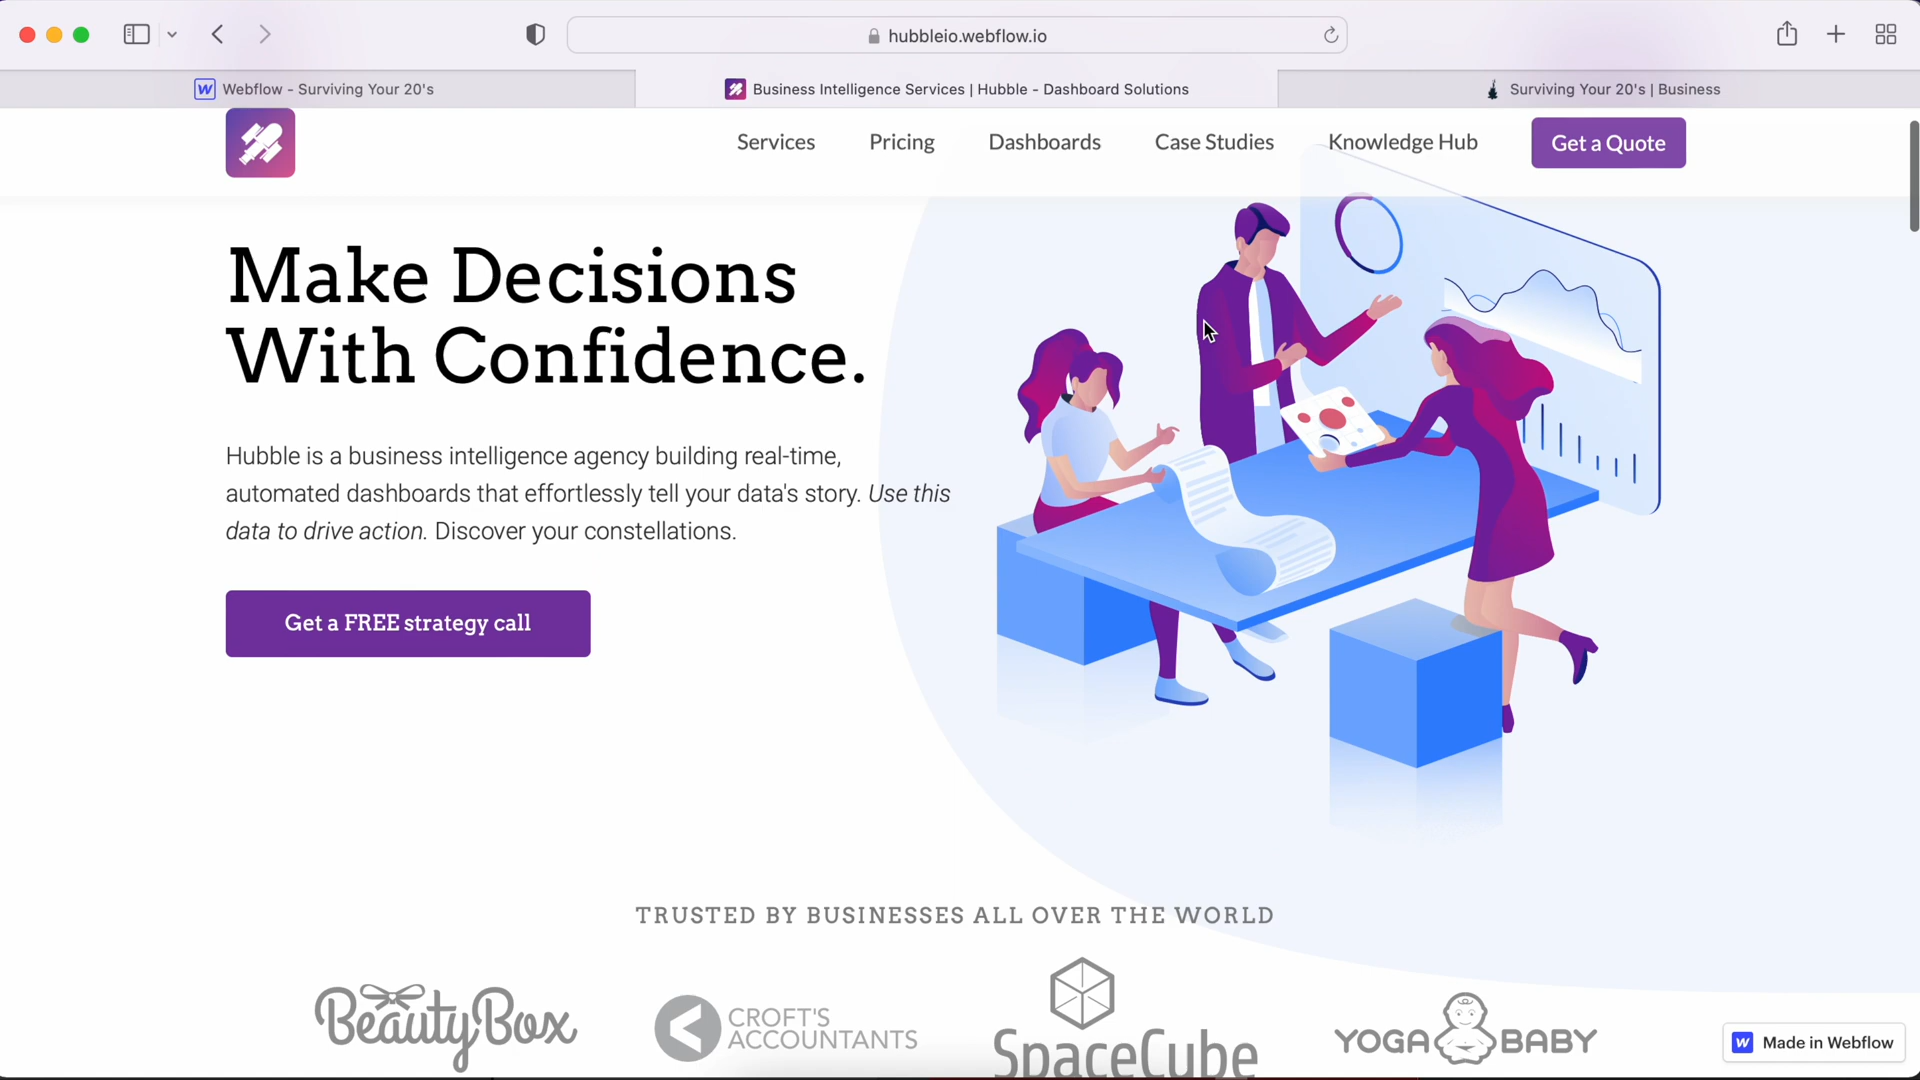 hubbleio.webflow.io
W Webflow - Surviving Your 20's
Business Intelligence Services | Hubble - Dashboard Solutions
Surviving Your 20's | Business
Services
Pricing
Dashboards
Case Studies
Knowledge Hub
Get a Quote
Make Decisions
With Confidence.
Hubble is a business intelligence agency building real-time,
automated dashboards that effortlessly tell your data's story. Use this
data to drive action. Discover your constellations.
Get a FREE strategy call
TRUSTED BY BUSINESSES ALL OVER THE WORLD
BeautyBox
CROFT'S
ACCOUNTANTS
SpaceCube
YOGA BABY
W Made in Webflow